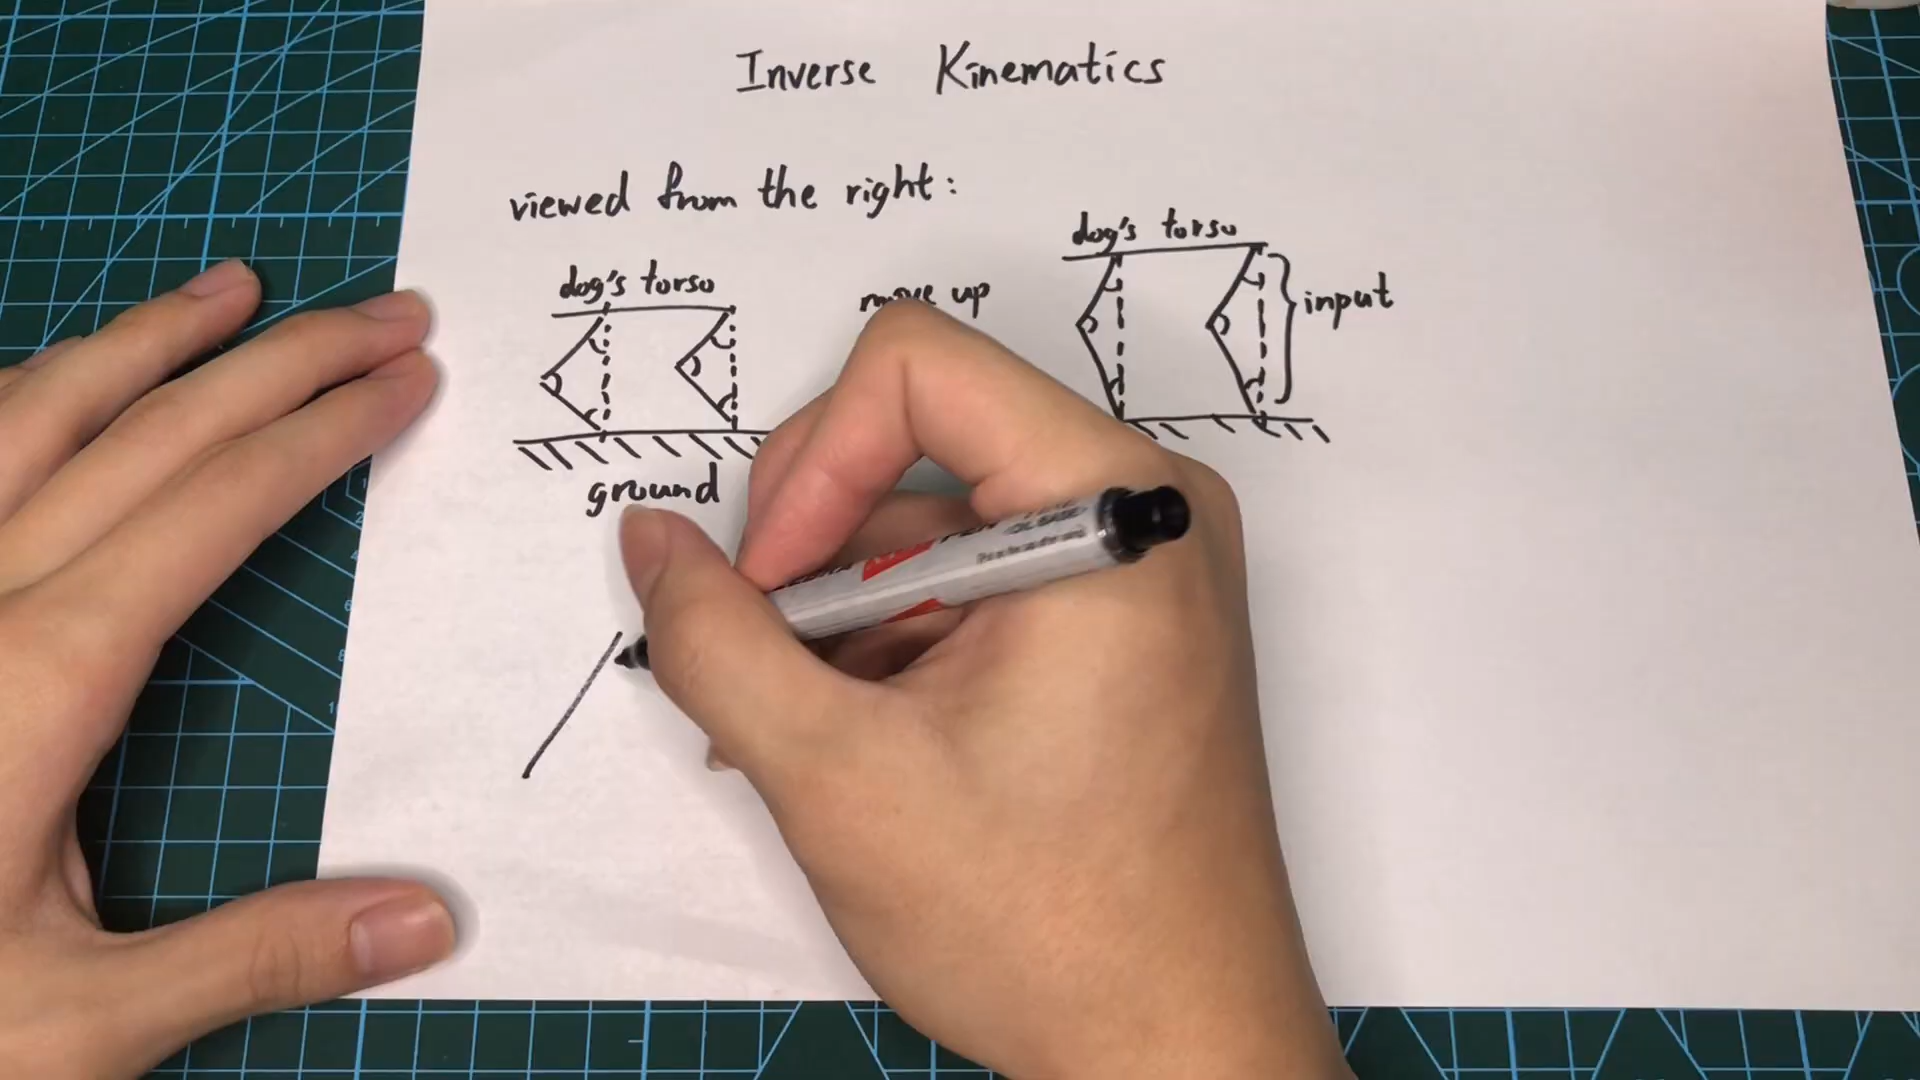 Inverse Kinematics
viewed from the right:
dog's torso
move up
dog's torso
input
ground